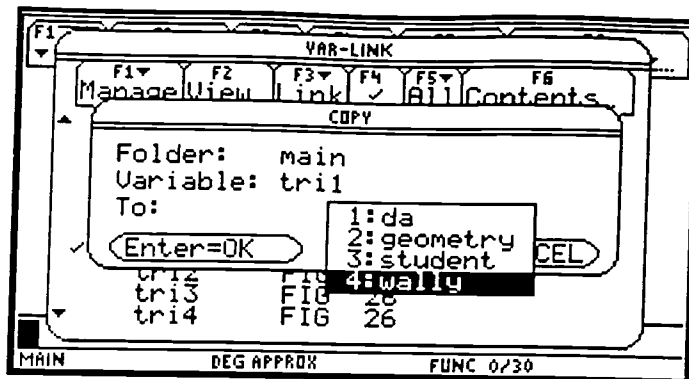 F1
VAR-LINK
F1 F2 F3 F4 F5 F6
Manage View Link ✓ All Contents..
COPY
Folder: main
Variable: tri1
To:
1:da
2:geometry
3:student
4:wally
Enter=OK CEL
tri2 FIG
tri3 FIG 26
tri4 FIG 26
MAIN DEG APPROX FUNC 0/30